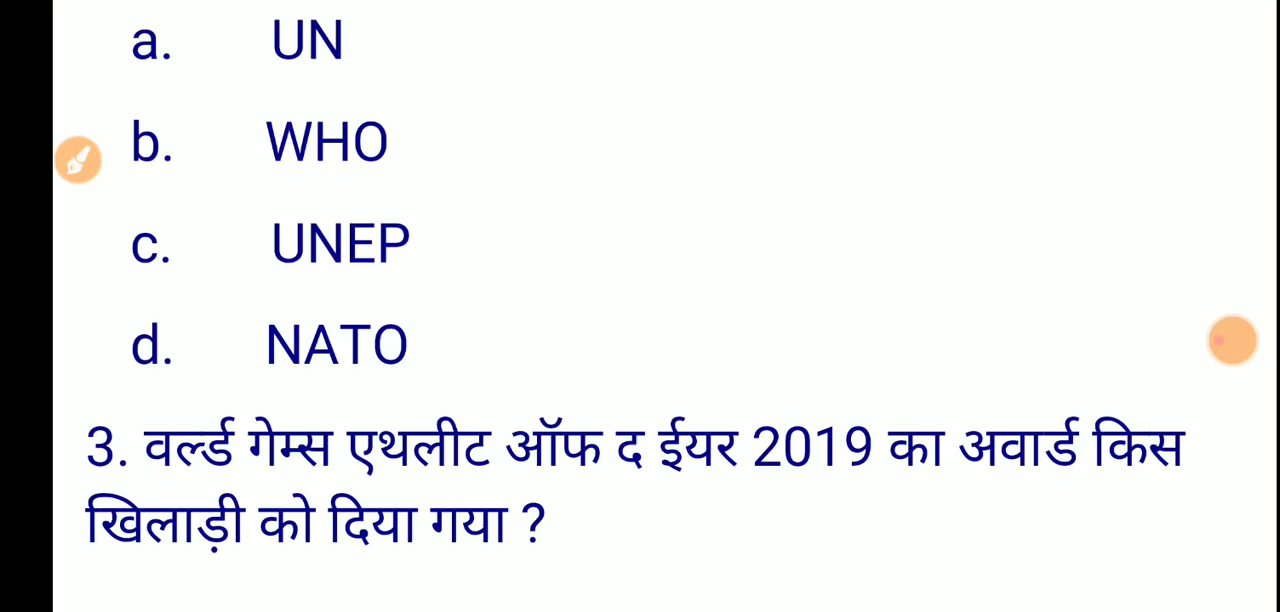 a. UN
b. WHO
c. UNEP
d. NATO
3. वर्ल्ड गेम्स एथलीट ऑफ द ईयर 2019 का अवार्ड किस
खिलाड़ी को दिया गया ?